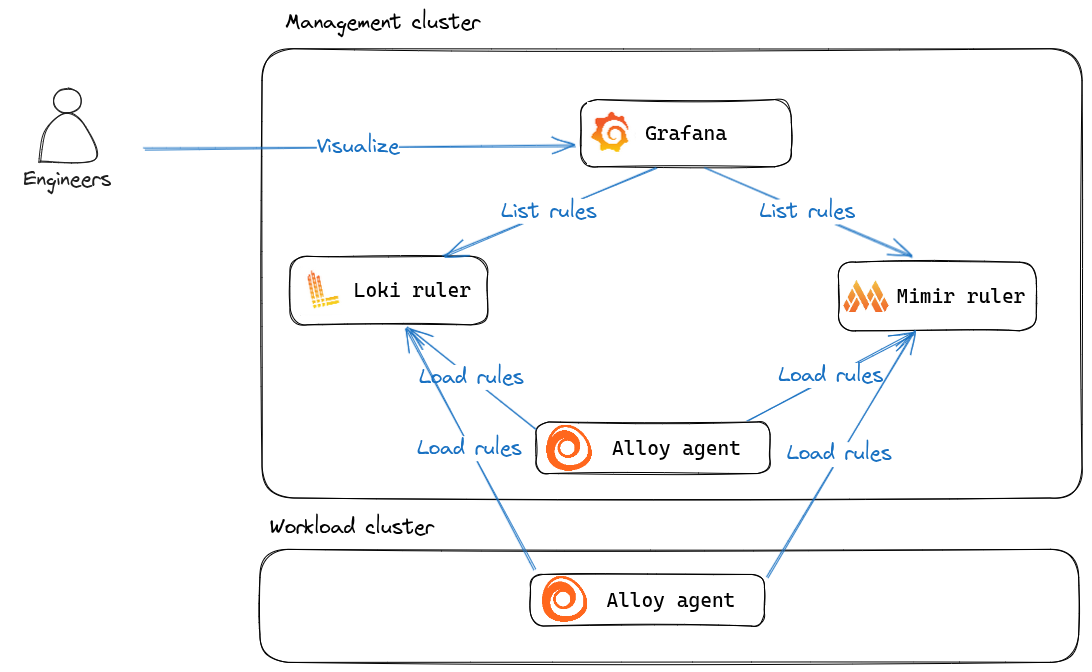 Management cluster
Grafana
Visualize
Engineers
List rules
List rules
Loki ruler
Mimir ruler
Load rules
Load rules
Alloy agent
Load rules
Load rules
Workload cluster
Alloy agent